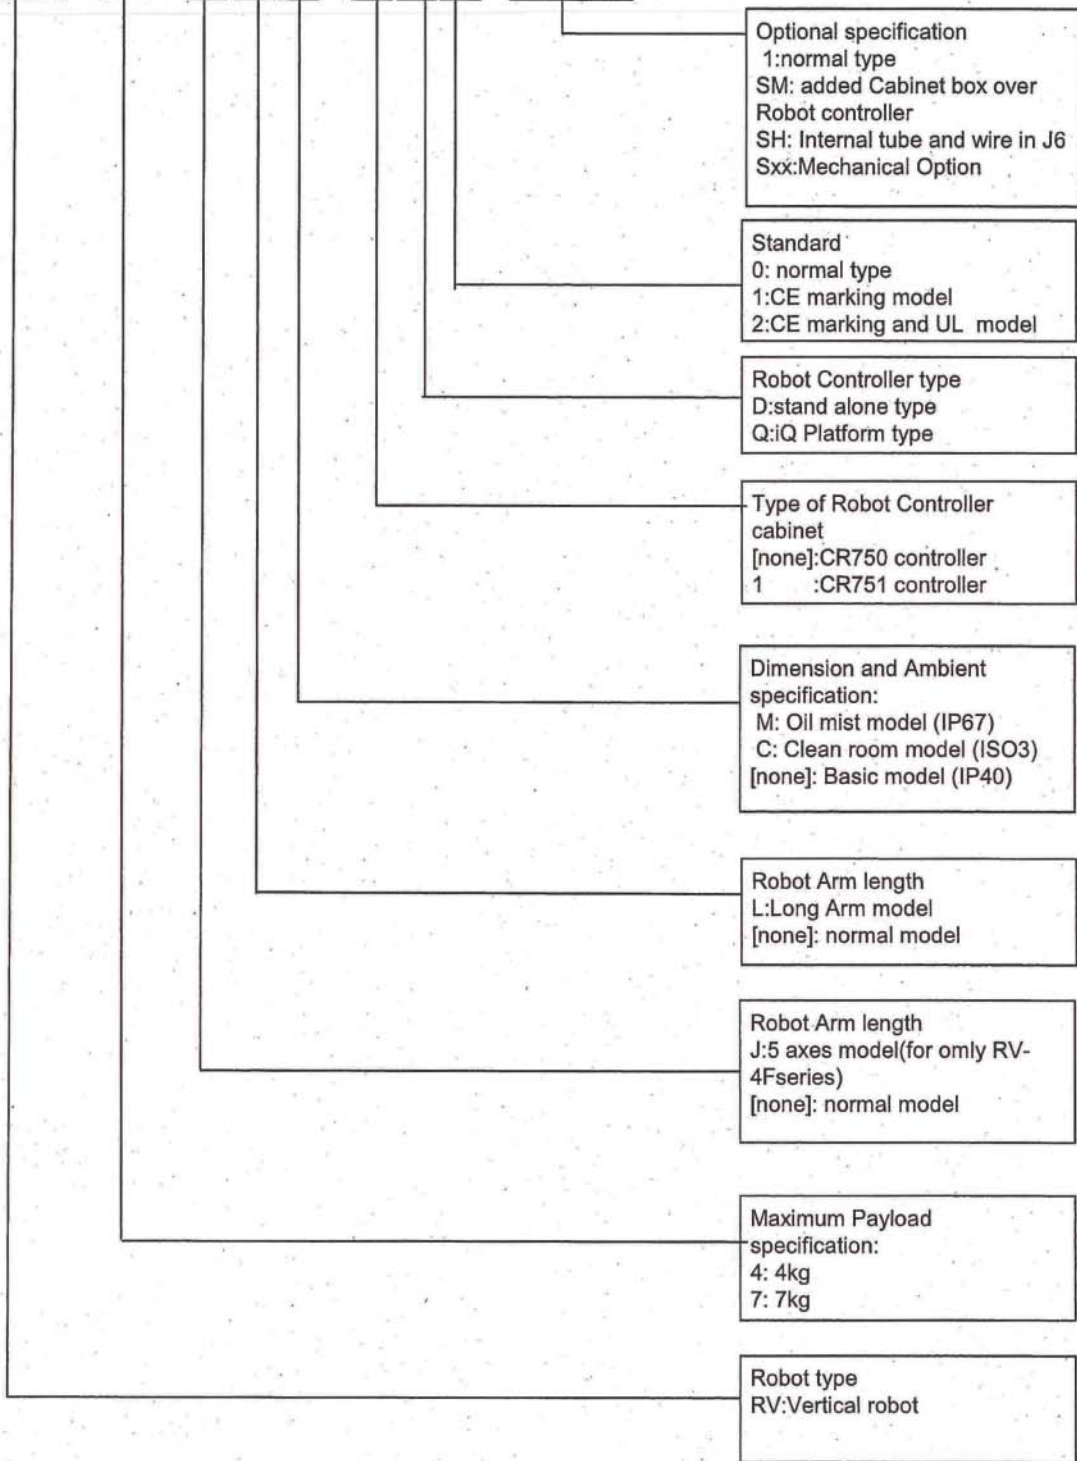 Optional specification
1:normal type
SM: added Cabinet box over
Robot controller
SH: Internal tube and wire in J6
Sxx:Mechanical Option
Standard
0: normal type
1:CE marking model
2:CE marking and UL model
Robot Controller type
D:stand alone type
Q:iQ Platform type
Type of Robot Controller
cabinet
[none]:CR750 controller
1 :CR751 controller
Dimension and Ambient
specification:
M: Oil mist model (IP67)
C: Clean room model (ISO3)
[none]: Basic model (IP40)
Robot Arm length
L:Long Arm model
[none]: normal model
Robot Arm length
J:5 axes model(for omly RV-
4Fseries)
[none]: normal model
Maximum Payload
specification:
4: 4kg
7: 7kg
Robot type
RV:Vertical robot